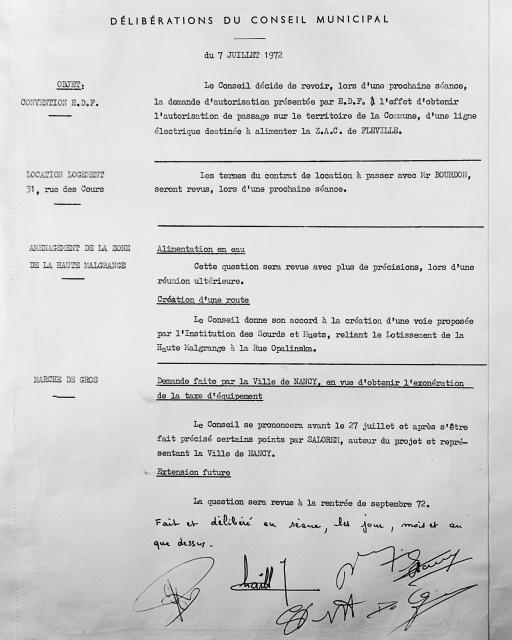 DÉLIBÉRATIONS DU CONSEIL MUNICIPAL
du 7 JUILLET 1972
OBJET:
CONVENTION E.D.F.
Le Conseil décide de revoir, lors d'une prochaine séance,
la demande d'autorisation présentée par E.D.F. à l'effet d'obtenir
l'autorisation de passage sur le territoire de la Commune, d'une ligne
électrique destinée à alimenter la Z.A.C. de FLEVILLE.
LOCATION LOGEMENT
31, rue des Cours
Les termes du contrat de location à passer avec Mr BOURDON,
seront revus, lors d'une prochaine séance.
AMENAGEMENT DE LA ZONE
DE LA HAUTE MALGRANGE
Alimentation en eau
Cette question sera revue avec plus de précisions, lors d'une
réunion ultérieure.
Création d'une route
Le Conseil donne son accord à la création d'une voie proposée
par l'Institution des Sourds et Muets, reliant le Lotissement de la
Haute Malgrange à la Rue Opalinska.
MARCHE DE GROS
Demande faite par la Ville de NANCY, en vue d'obtenir l'exonération
de la taxe d'équipement
Le Conseil se prononcera avant le 27 juillet et après s'être
fait précisé certains points par SALOREM, auteur du projet et repré-
sentant la Ville de NANCY.
Extension future
La question sera revue à la rentrée de septembre 72.
Fait et délibéré en séance, les jour, mois et an
que dessus.